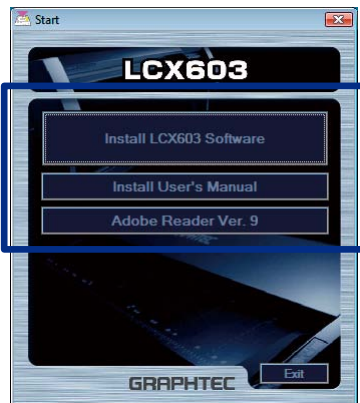 Start
LCX603
Install LCX603 Software
Install User's Manual
Adobe Reader Ver. 9
Exit
GRAPHTEC